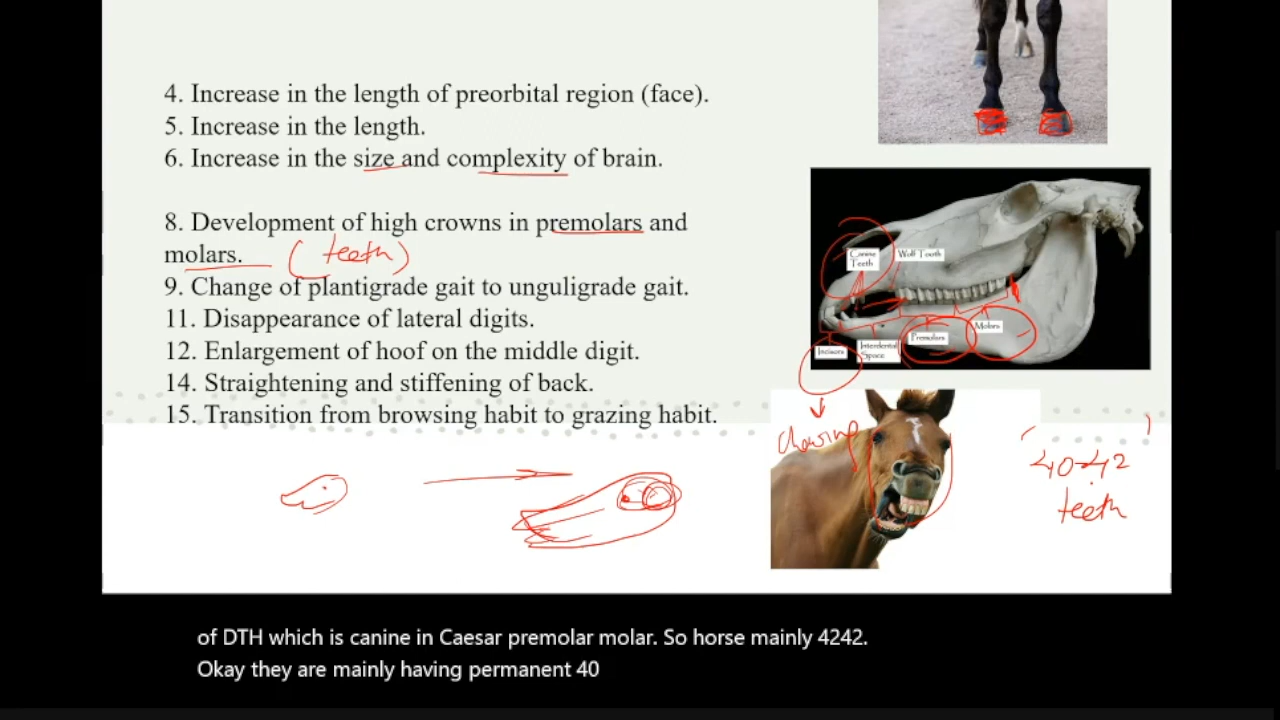 4. Increase in the length of preorbital region (face).
5. Increase in the length.
6. Increase in the size and complexity of brain.
8. Development of high crowns in premolars and
molars. (teeth)
9. Change of plantigrade gait to unguligrade gait.
11. Disappearance of lateral digits.
12. Enlargement of hoof on the middle digit.
14. Straightening and stiffening of back.
15. Transition from browsing habit to grazing habit.
Canine
Teeth
Wolf Tooth
Incisors
Interdental
Space
Premolars
Molars
chewing
40-42
teeth
of DTH which is canine in Caesar premolar molar. So horse mainly 4242.
Okay they are mainly having permanent 40